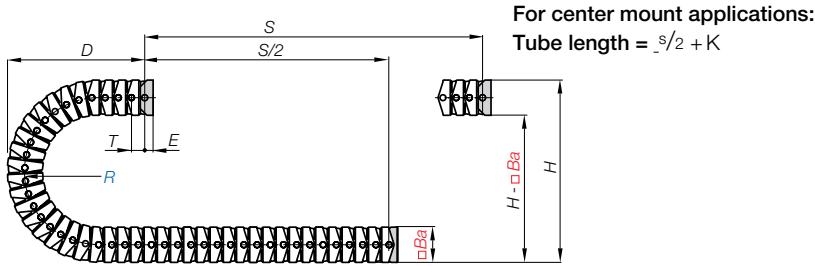 For center mount applications:
Tube length = s/2 + K
S
S/2
D
T
E
R
H - □ Ba
H
□Ba